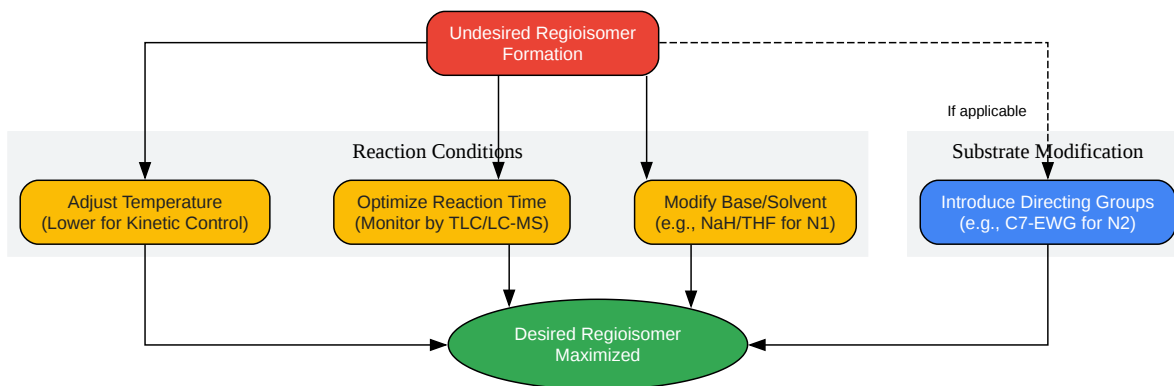 Undesired Regioisomer
Formation
If applicable
Reaction Conditions
Substrate Modification
Adjust Temperature
(Lower for Kinetic Control)
Optimize Reaction Time
(Monitor by TLC/LC-MS)
Modify Base/Solvent
(e.g., NaH/THF for N1)
Introduce Directing Groups
(e.g., C7-EWG for N2)
Desired Regioisomer
Maximized